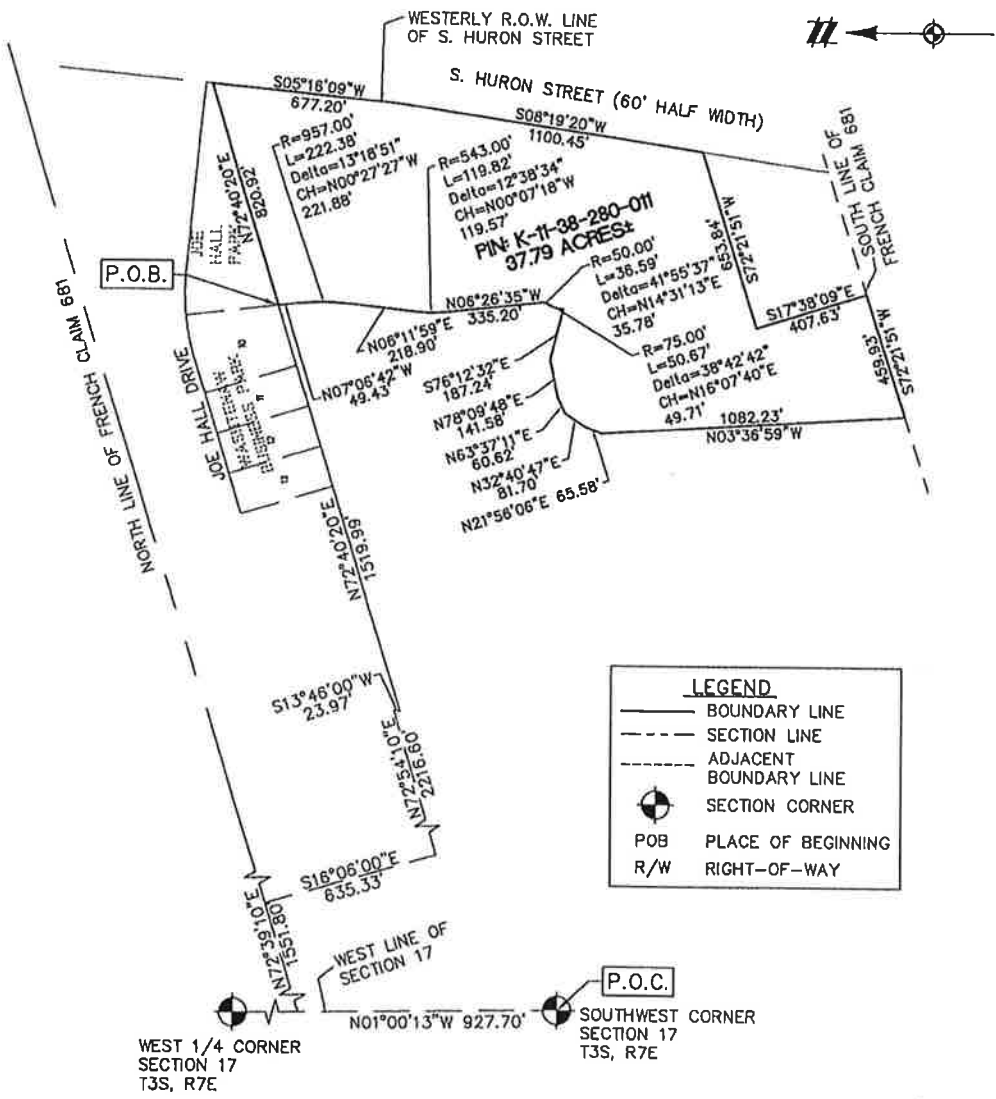 WESTERLY R.O.W. LINE
OF S. HURON STREET
S. HURON STREET (60' HALF WIDTH)
S05°16'09"W
677.20'
S08°19'20"W
1100.45'
R=957.00'
L=222.38'
Delta=13°18'51"
CH=N00°27'27"W
221.88'
R=543.00'
L=119.82'
Delta=12°38'34"
CH=N00°07'18"W
119.57'
PIN: K-11-38-280-011
37.79 ACRES±
SOUTH LINE OF
FRENCH CLAIM 681
N72°40'20"E
820.92'
JOE
HALL
PARK
P.O.B.
R=50.00'
L=36.59'
Delta=41°55'37"
CH=N14°31'13"E
35.78'
S72°21'51"W
653.84'
S17°38'09"E
407.63'
N06°26'35"W
335.20'
N06°11'59"E
218.90'
N07°06'42"W
49.43'
R=75.00'
L=50.67'
Delta=38°42'42"
CH=N16°07'40"E
49.71'
S72°21'51"W
459.93'
S76°12'32"E
187.24'
N78°09'48"E
141.58'
N63°37'11"E
60.62'
N32°40'47"E
81.70'
N21°56'06"E 65.58'
1082.23'
N03°36'59"W
JOE HALL DRIVE
WASHTENAW
BUSINESS PARK
10
11
12
13
NORTH LINE OF FRENCH CLAIM 681
N72°40'20"E
1519.99'
S13°46'00"W
23.97'
N72°54'10"E
2216.60'
S16°06'00"E
635.33'
N72°39'10"E
1551.80'
LEGEND
BOUNDARY LINE
SECTION LINE
ADJACENT
BOUNDARY LINE
SECTION CORNER
POB PLACE OF BEGINNING
R/W RIGHT-OF-WAY
WEST LINE OF
SECTION 17
P.O.C.
N01°00'13"W 927.70'
SOUTHWEST CORNER
SECTION 17
T3S, R7E
WEST 1/4 CORNER
SECTION 17
T3S, R7E